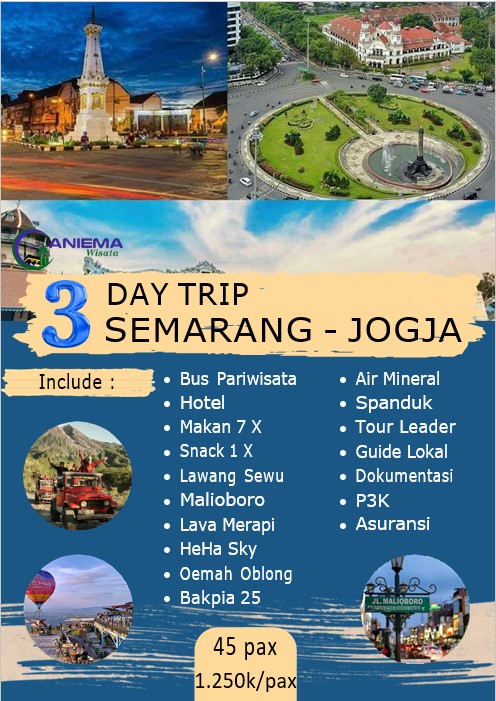 GANIEMA
Wisata
3 DAY TRIP
SEMARANG - JOGJA
Include :
• Bus Pariwisata
• Hotel
• Makan 7 X
• Snack 1 X
• Lawang Sewu
• Malioboro
• Lava Merapi
• HeHa Sky
• Oemah Oblong
• Bakpia 25
• Air Mineral
• Spanduk
• Tour Leader
• Guide Lokal
• Dokumentasi
• P3K
• Asuransi
JL. MALIOBORO
45 pax
1.250k/pax